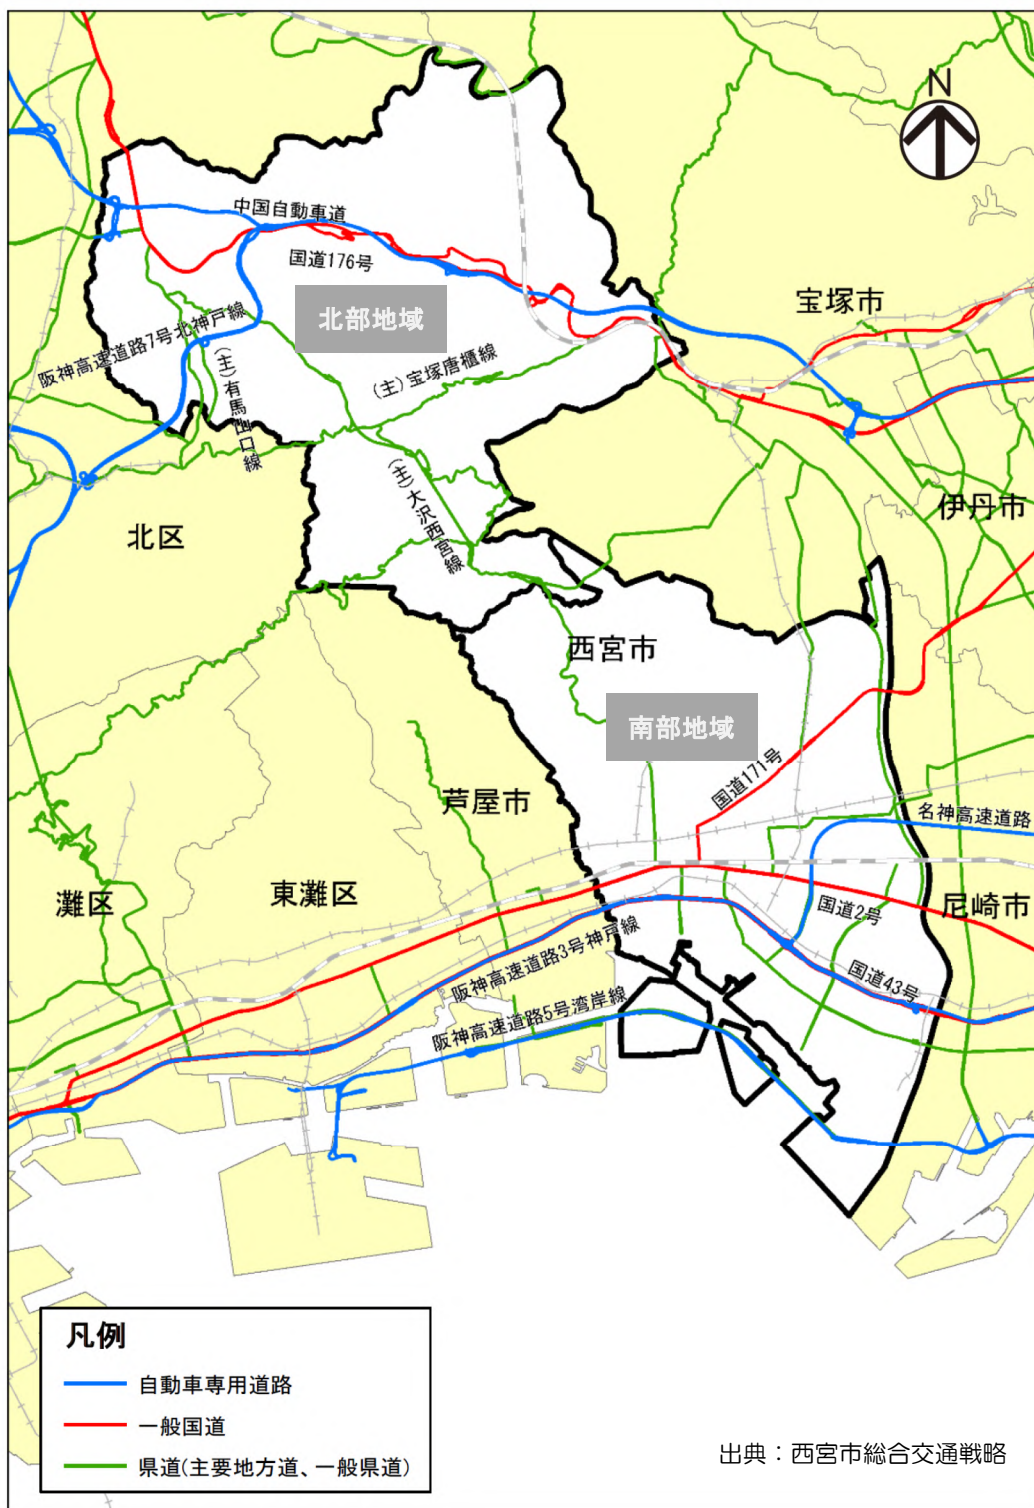 N
中国自動車道
国道176号
北部地域
宝塚市
阪神高速道路7号北神戸線
(主)有馬山口線
(主)宝塚唐櫃線
(主)大沢西宮線
伊丹市
北区
西宮市
南部地域
国道171号
芦屋市
名神高速道路
灘区
東灘区
国道2号
尼崎市
阪神高速道路3号神戸線
国道43号
阪神高速道路5号湾岸線
凡例
自動車専用道路
一般国道
県道(主要地方道、一般県道)
出典：西宮市総合交通戦略